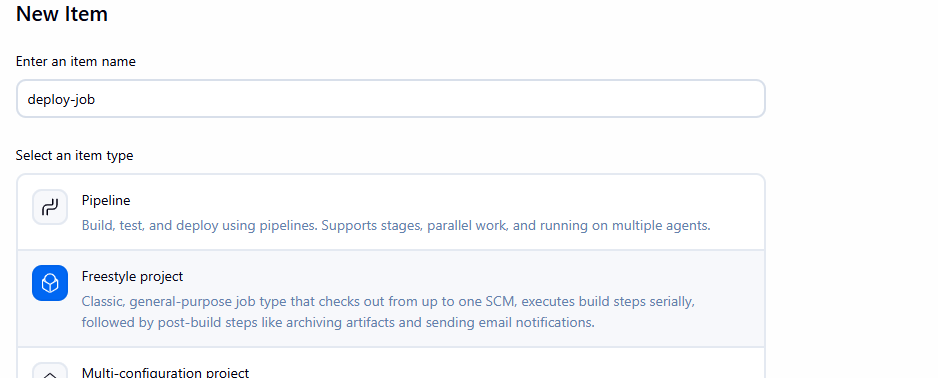 New Item
Enter an item name
deploy-job
Select an item type
Pipeline
Build, test, and deploy using pipelines. Supports stages, parallel work, and running on multiple agents.
Freestyle project
Classic, general-purpose job type that checks out from up to one SCM, executes build steps serially,
followed by post-build steps like archiving artifacts and sending email notifications.
Multi-configuration project